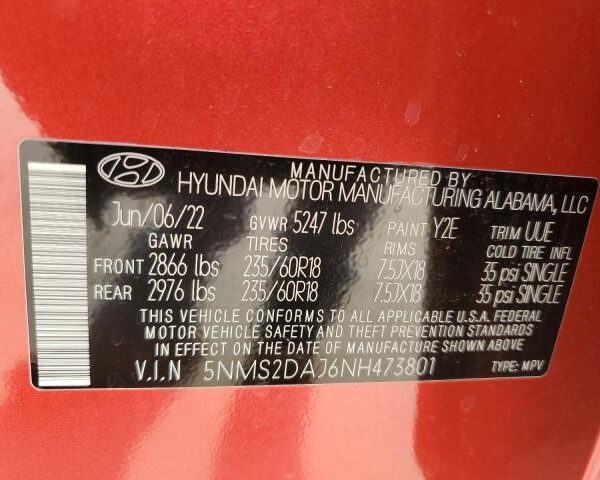 MANUFACTURED BY
HYUNDAI MOTOR MANUFACTURING ALABAMA, LLC
Jun/06/22 GVWR 5247 lbs PAINT Y2E TRIM UUE
GAWR TIRES RIMS COLD TIRE INFL
FRONT 2866 lbs 235/60R18 7.5JX18 35 psi SINGLE
REAR 2976 lbs 235/60R18 7.5JX18 35 psi SINGLE
THIS VEHICLE CONFORMS TO ALL APPLICABLE U.S.A. FEDERAL
MOTOR VEHICLE SAFETY AND THEFT PREVENTION STANDARDS
IN EFFECT ON THE DATE OF MANUFACTURE SHOWN ABOVE
V.I.N 5NMS2DAJ6NH473801 TYPE: MPV